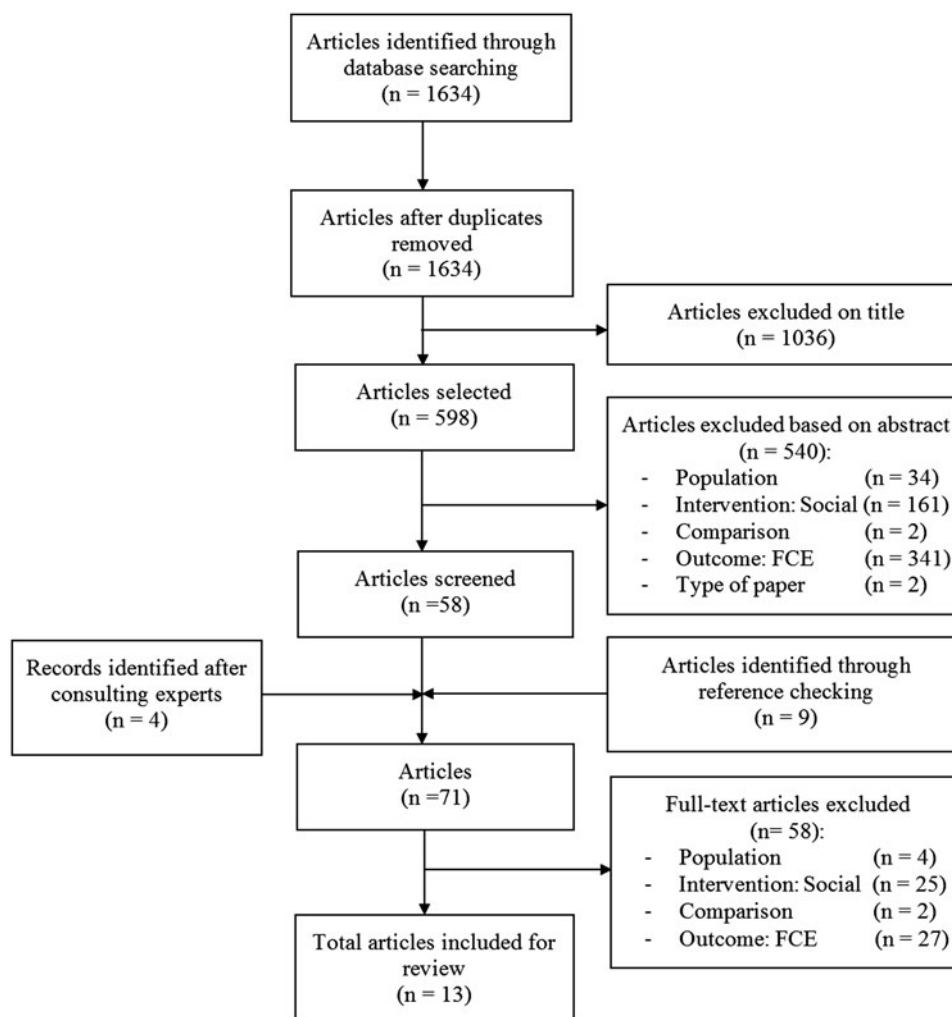 Articles identified through
database searching
(n = 1634)
Articles after duplicates
removed
(n = 1634)
Articles excluded on title
(n = 1036)
Articles selected
(n = 598)
Articles excluded based on abstract
(n = 540):
- Population (n = 34)
- Intervention: Social (n = 161)
- Comparison (n = 2)
- Outcome: FCE (n = 341)
- Type of paper (n = 2)
Articles screened
(n =58)
Records identified after
consulting experts
(n = 4)
Articles identified through
reference checking
(n = 9)
Articles
(n =71)
Full-text articles excluded
(n= 58):
- Population (n = 4)
- Intervention: Social (n = 25)
- Comparison (n = 2)
- Outcome: FCE (n = 27)
Total articles included for
review
(n = 13)